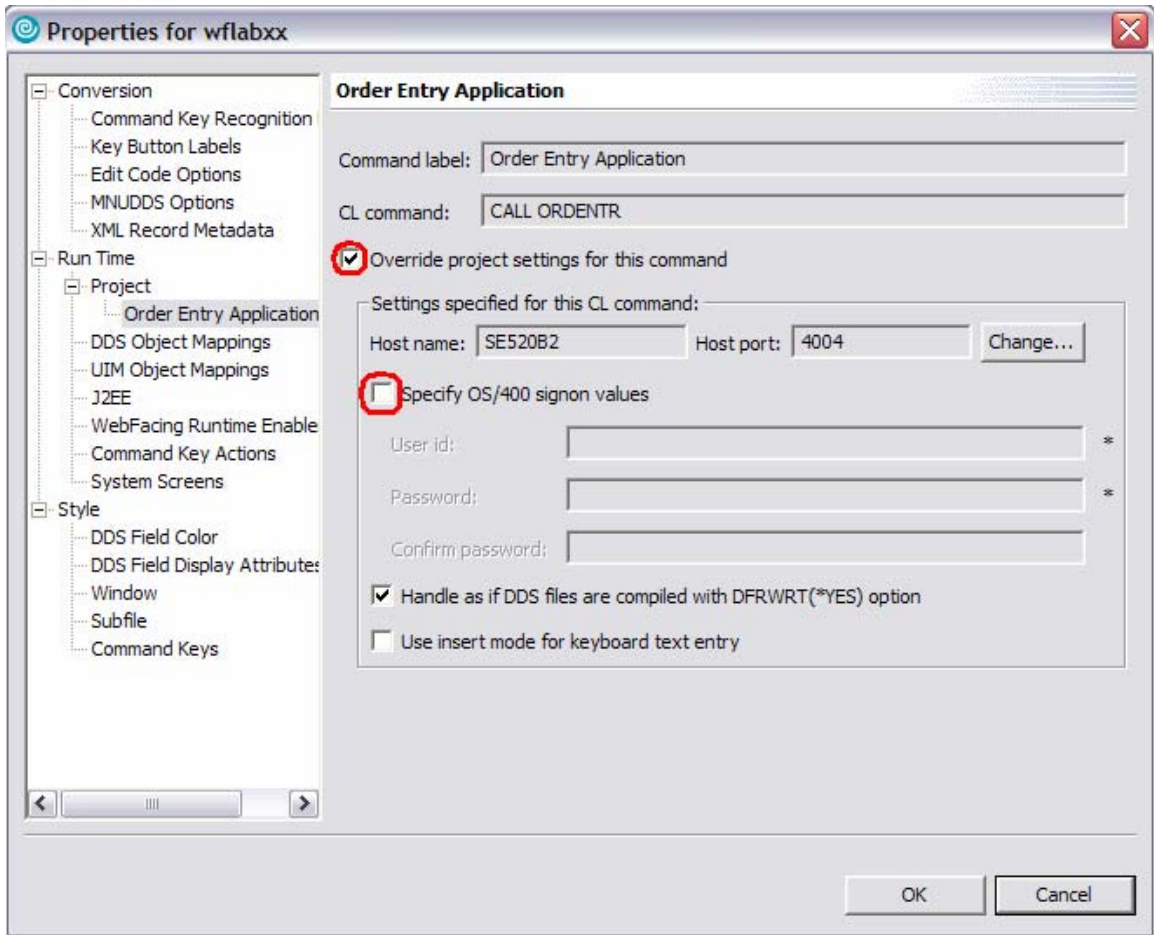 Properties for wflabxx
Conversion
Command Key Recognition
Key Button Labels
Edit Code Options
MNUDDS Options
XML Record Metadata
Run Time
Project
Order Entry Application
DDS Object Mappings
UIM Object Mappings
J2EE
WebFacing Runtime Enable
Command Key Actions
System Screens
Style
DDS Field Color
DDS Field Display Attributes
Window
Subfile
Command Keys
Order Entry Application
Command label: Order Entry Application
CL command: CALL ORDENTR
Override project settings for this command
Settings specified for this CL command:
Host name: SE520B2 Host port: 4004 Change...
Specify OS/400 signon values
User id: *
Password: *
Confirm password:
Handle as if DDS files are compiled with DFRWRT(*YES) option
Use insert mode for keyboard text entry
OK Cancel